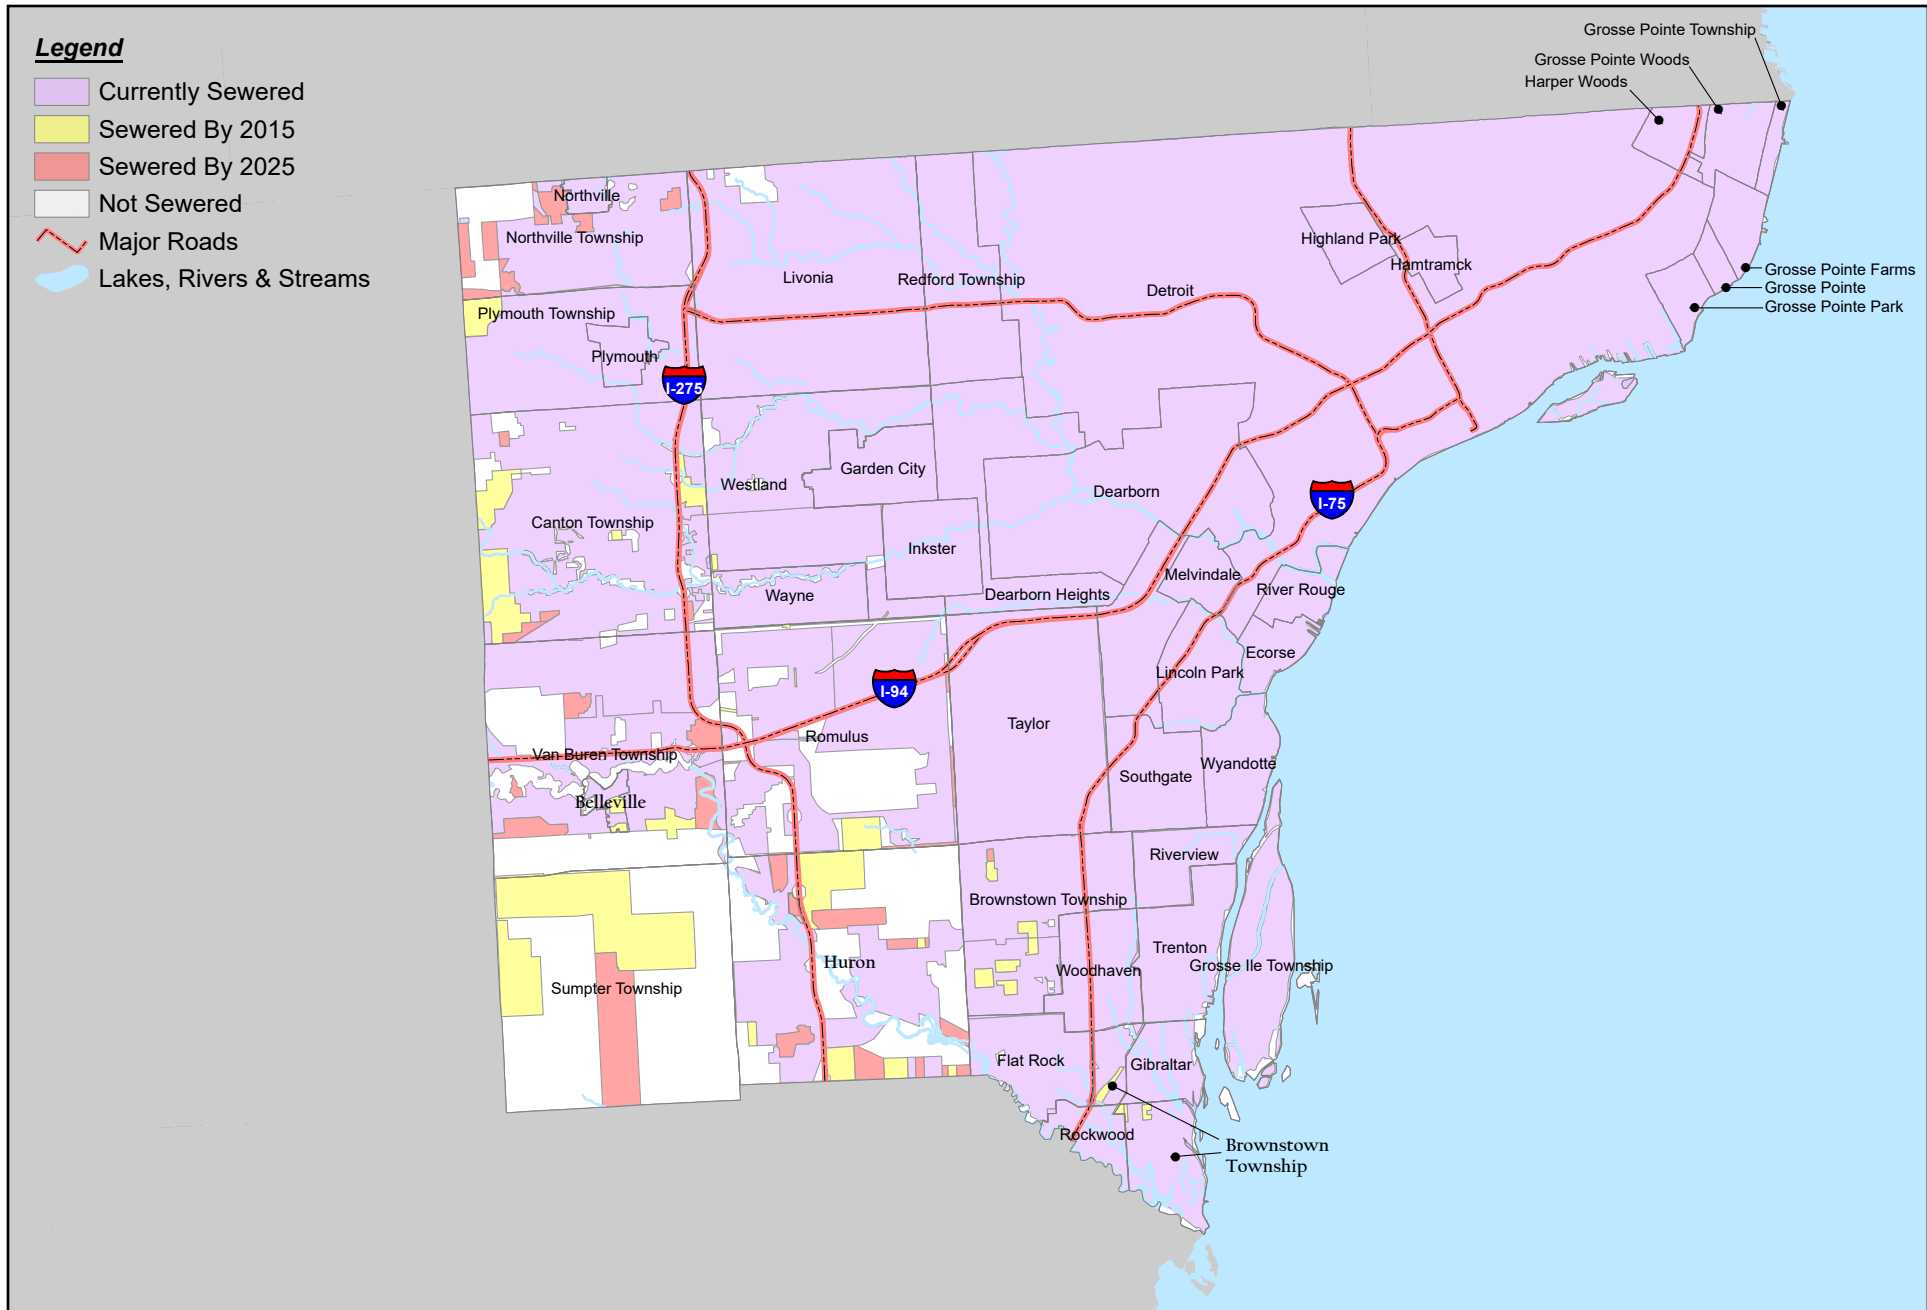 Legend
Currently Sewered
Sewered By 2015
Sewered By 2025
Not Sewered
Major Roads
Lakes, Rivers & Streams
Grosse Pointe Township
Grosse Pointe Woods
Harper Woods
Northville
Northville Township
Livonia
Redford Township
Detroit
Highland Park
Hamtramck
Grosse Pointe Farms
Grosse Pointe
Grosse Pointe Park
Plymouth Township
Plymouth
I-275
Garden City
Westland
Dearborn
I-75
Canton Township
Inkster
Melvindale
River Rouge
Wayne
Dearborn Heights
Ecorse
Lincoln Park
I-94
Taylor
Romulus
Van Buren Township
Southgate
Wyandotte
Belleville
Riverview
Brownstown Township
Trenton
Huron
Woodhaven
Grosse Ile Township
Sumpter Township
Flat Rock
Gibraltar
Rockwood
Brownstown
Township